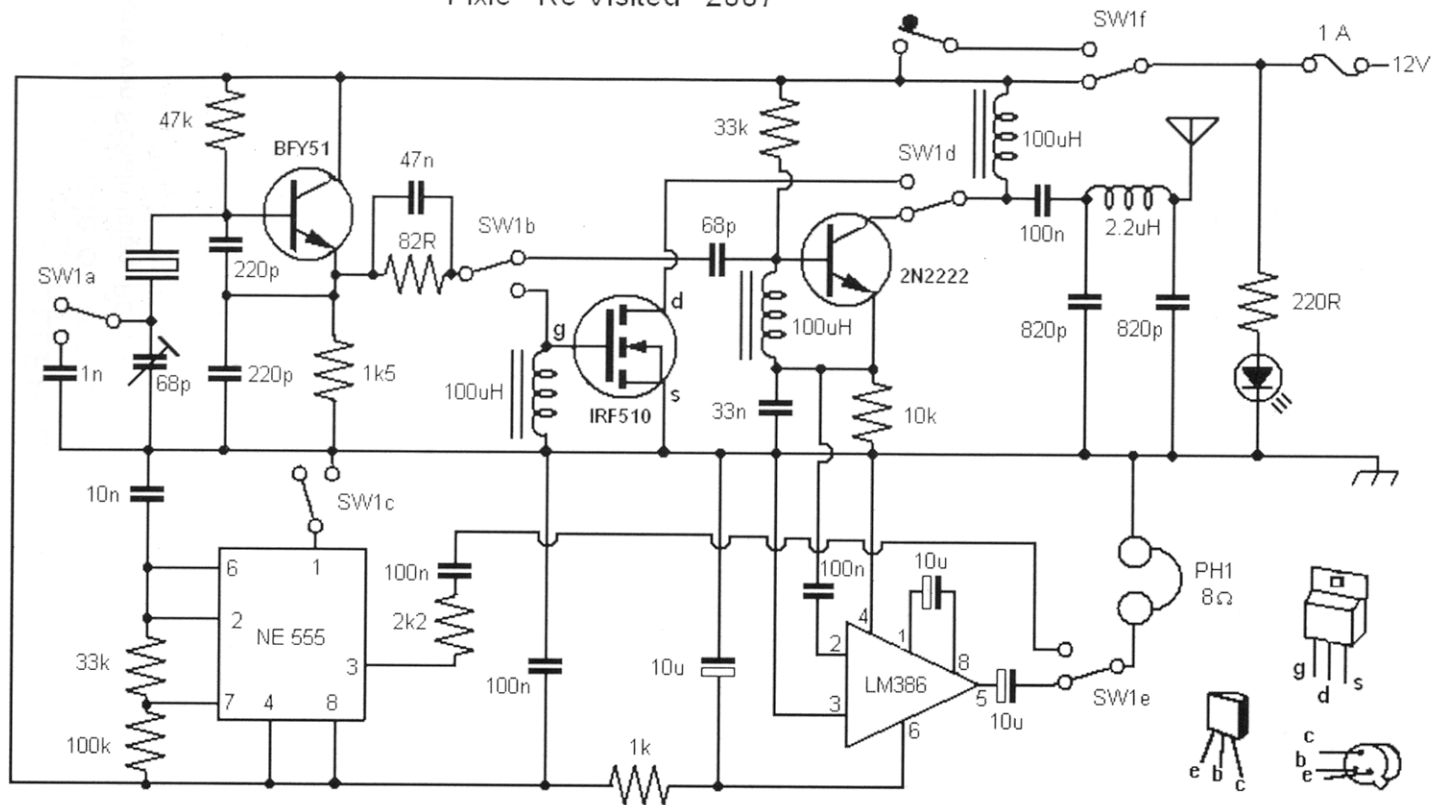 SW1f
1 A
12V
47k
BFY51
33k
100uH
47n
SW1d
SW1b
68p
82R
100n
2.2uH
220p
SW1a
2N2222
d
220R
g
100uH
820p
820p
1n
68p
220p
1k5
100uH
s
IRF510
33n
10k
10n
SW1c
6
1
100n
100n
10u
PH1
8Ω
2
NE 555
2k2
4
1
2
33k
3
8
10u
LM386
g
s
100n
5
SW1e
d
7
4
8
3
10u
6
c
100k
1k
b
e
e
b
c